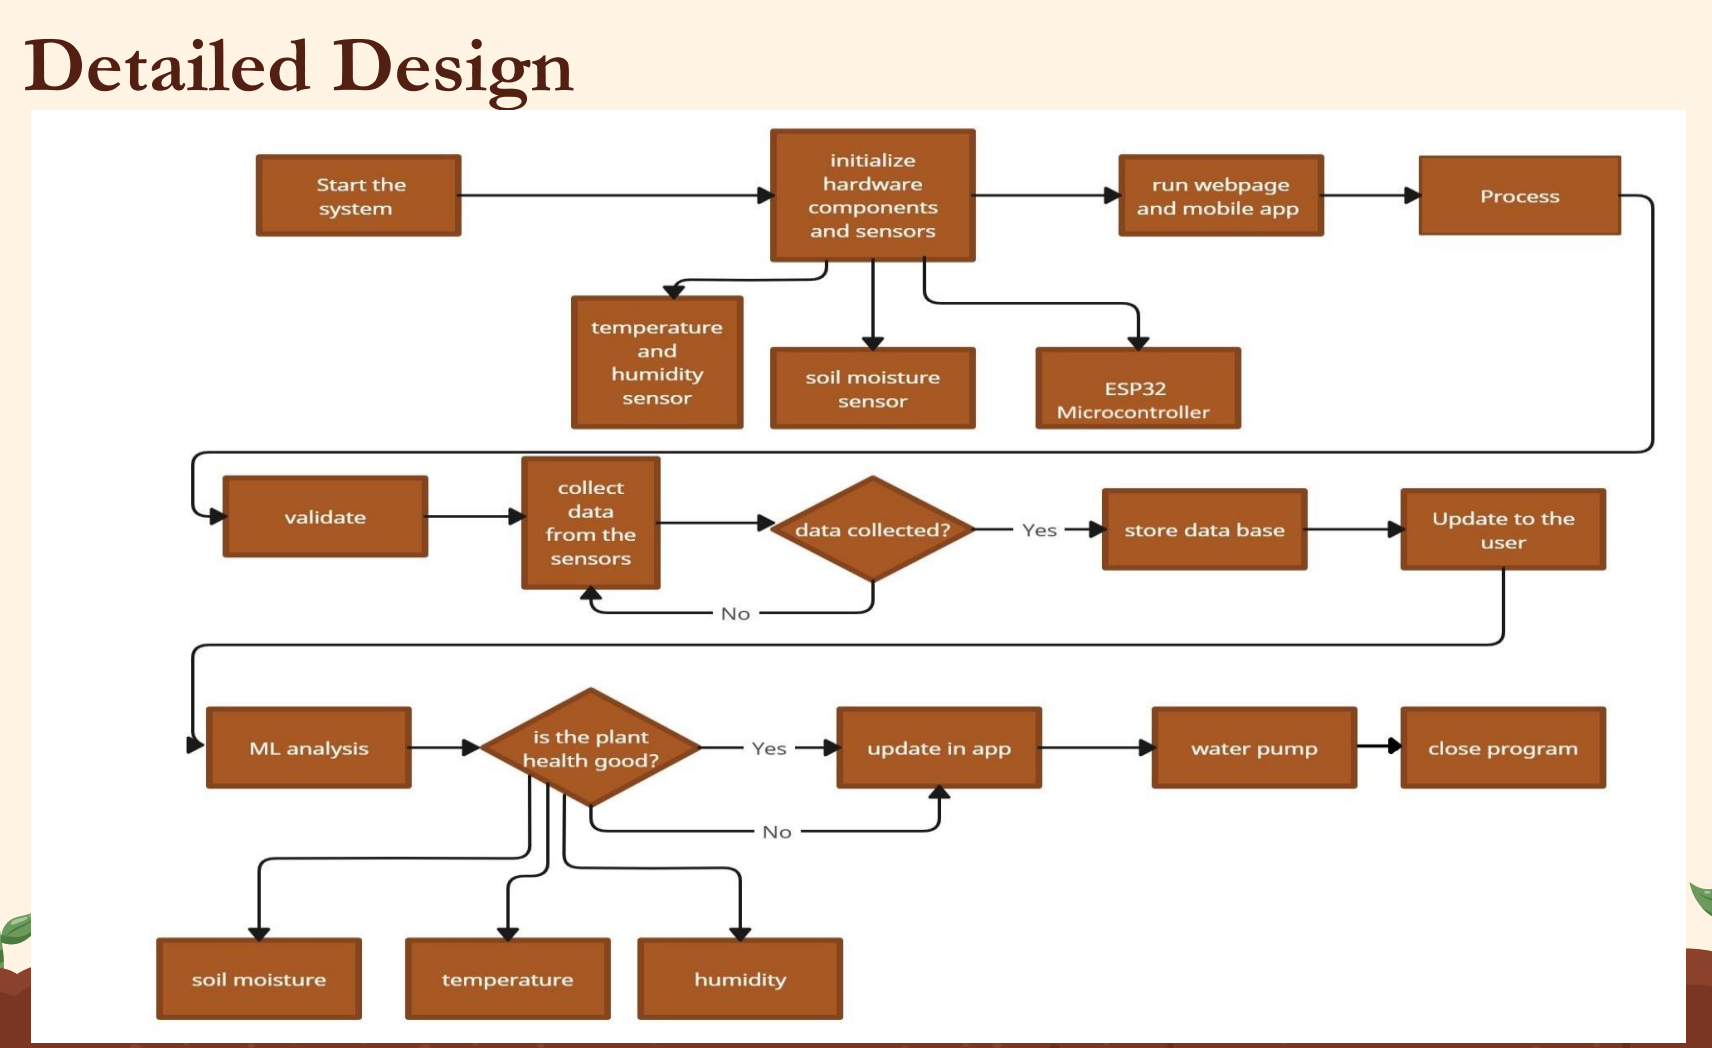 Detailed Design
Start the
system
initialize
hardware
components
and sensors
run webpage
and mobile app
Process
temperature
and
humidity
sensor
soil moisture
sensor
ESP32
Microcontroller
validate
collect
data
from the
sensors
data collected?
Yes
No
store data base
Update to the
user
ML analysis
is the plant
health good?
Yes
No
update in app
water pump
close program
soil moisture
temperature
humidity